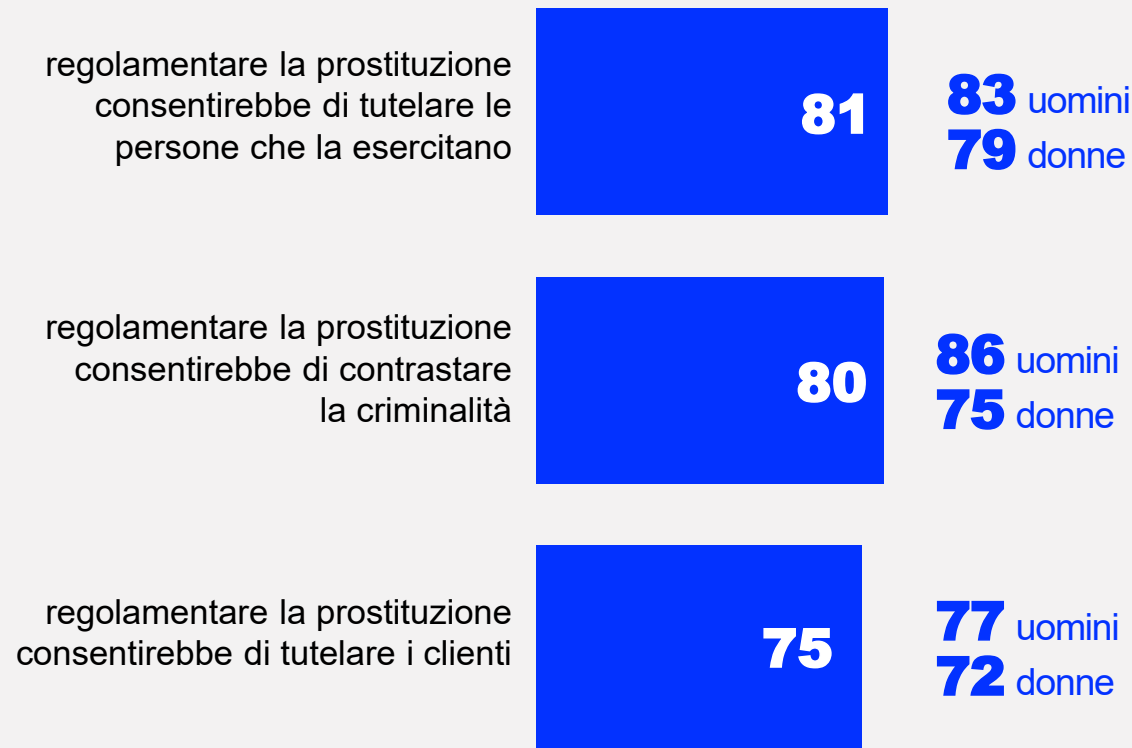 regolamentare la prostituzione
consentirebbe di tutelare le
persone che la esercitano
81
83 uomini
79 donne
regolamentare la prostituzione
consentirebbe di contrastare
la criminalità
80
86 uomini
75 donne
regolamentare la prostituzione
consentirebbe di tutelare i clienti
75
77 uomini
72 donne